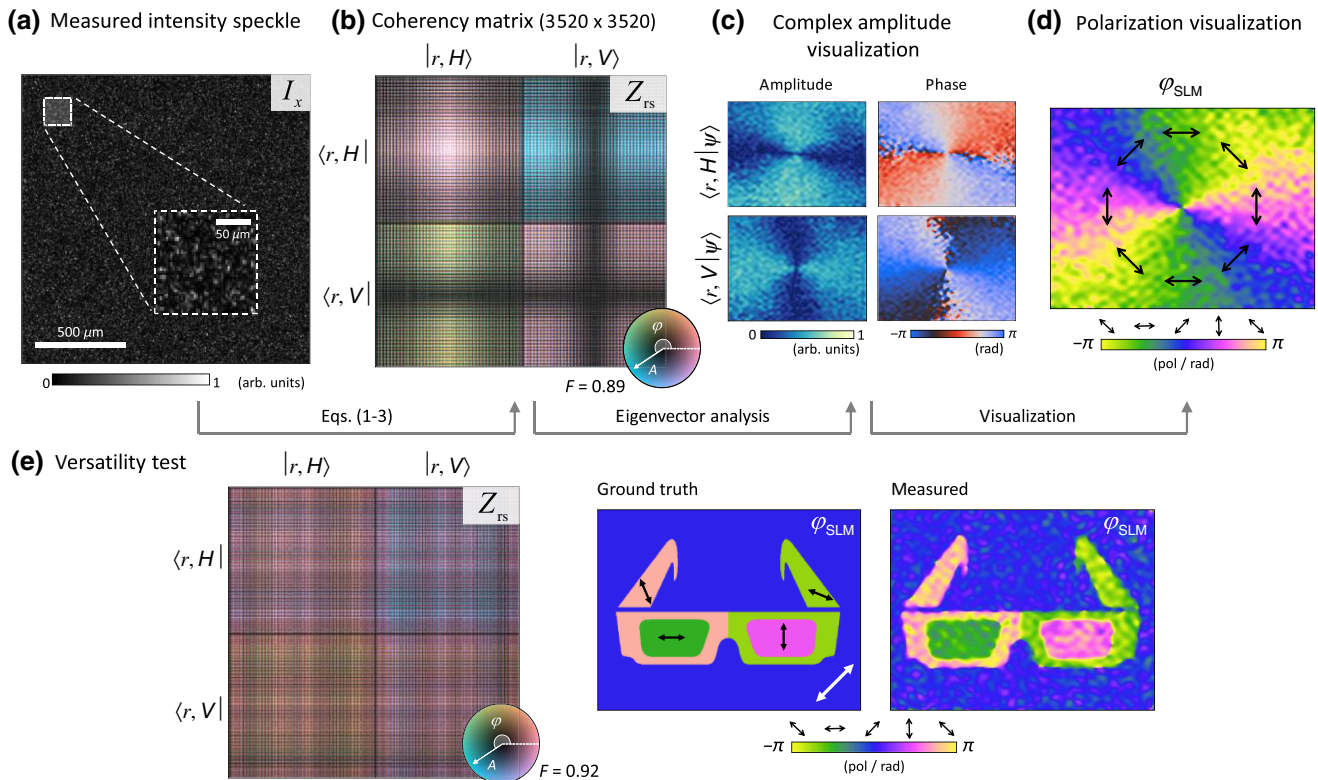 (a) Measured intensity speckle
I_x
50 μm
500 μm
0 1 (arb. units)
(b) Coherency matrix (3520 x 3520)
|r, H⟩ |r, V⟩
Z_rs
⟨r, H|
⟨r, V|
φ
A
F = 0.89
(c) Complex amplitude
visualization
Amplitude Phase
⟨r, H|ψ⟩
⟨r, V|ψ⟩
0 1 −π π
(arb. units) (rad)
(d) Polarization visualization
φ_SLM
−π π
(pol / rad)
Eqs. (1-3) Eigenvector analysis Visualization
(e) Versatility test
|r, H⟩ |r, V⟩
Z_rs
⟨r, H|
⟨r, V|
φ
A
F = 0.92
Ground truth Measured
φ_SLM φ_SLM
−π π
(pol / rad)